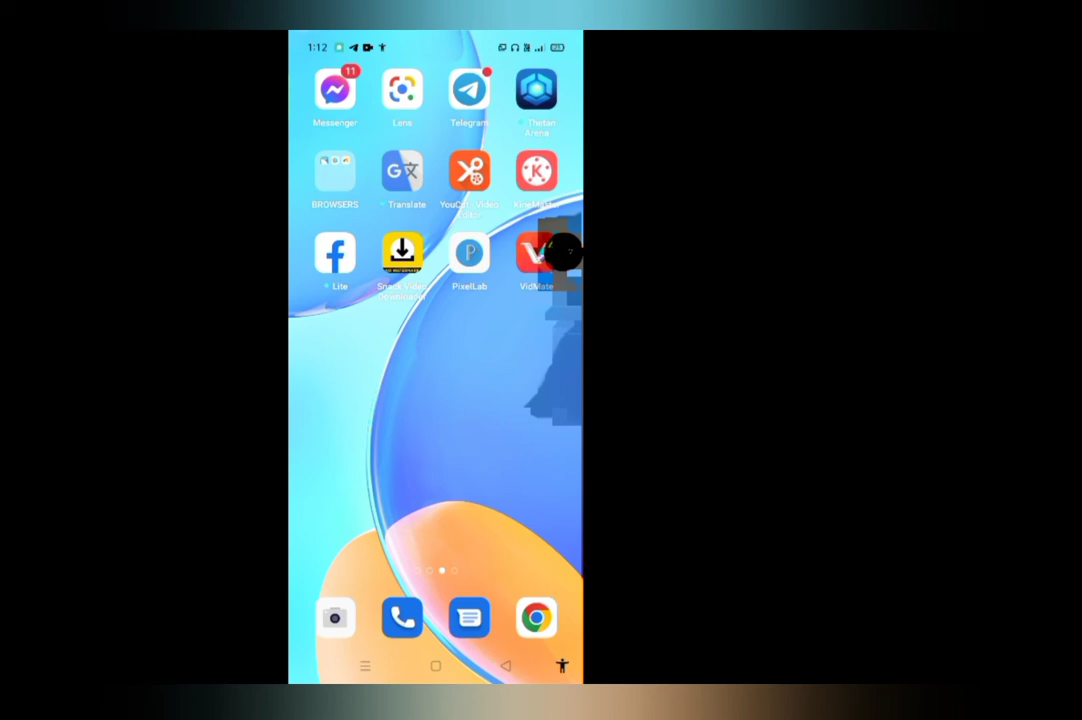 1:12
11
Messenger
Lens
Telegram
Thetan
Arena
BROWSERS
Translate
YouCut - Video
Editor
KineMaster
Lite
Snack Video
Downloader
PixelLab
VidMate